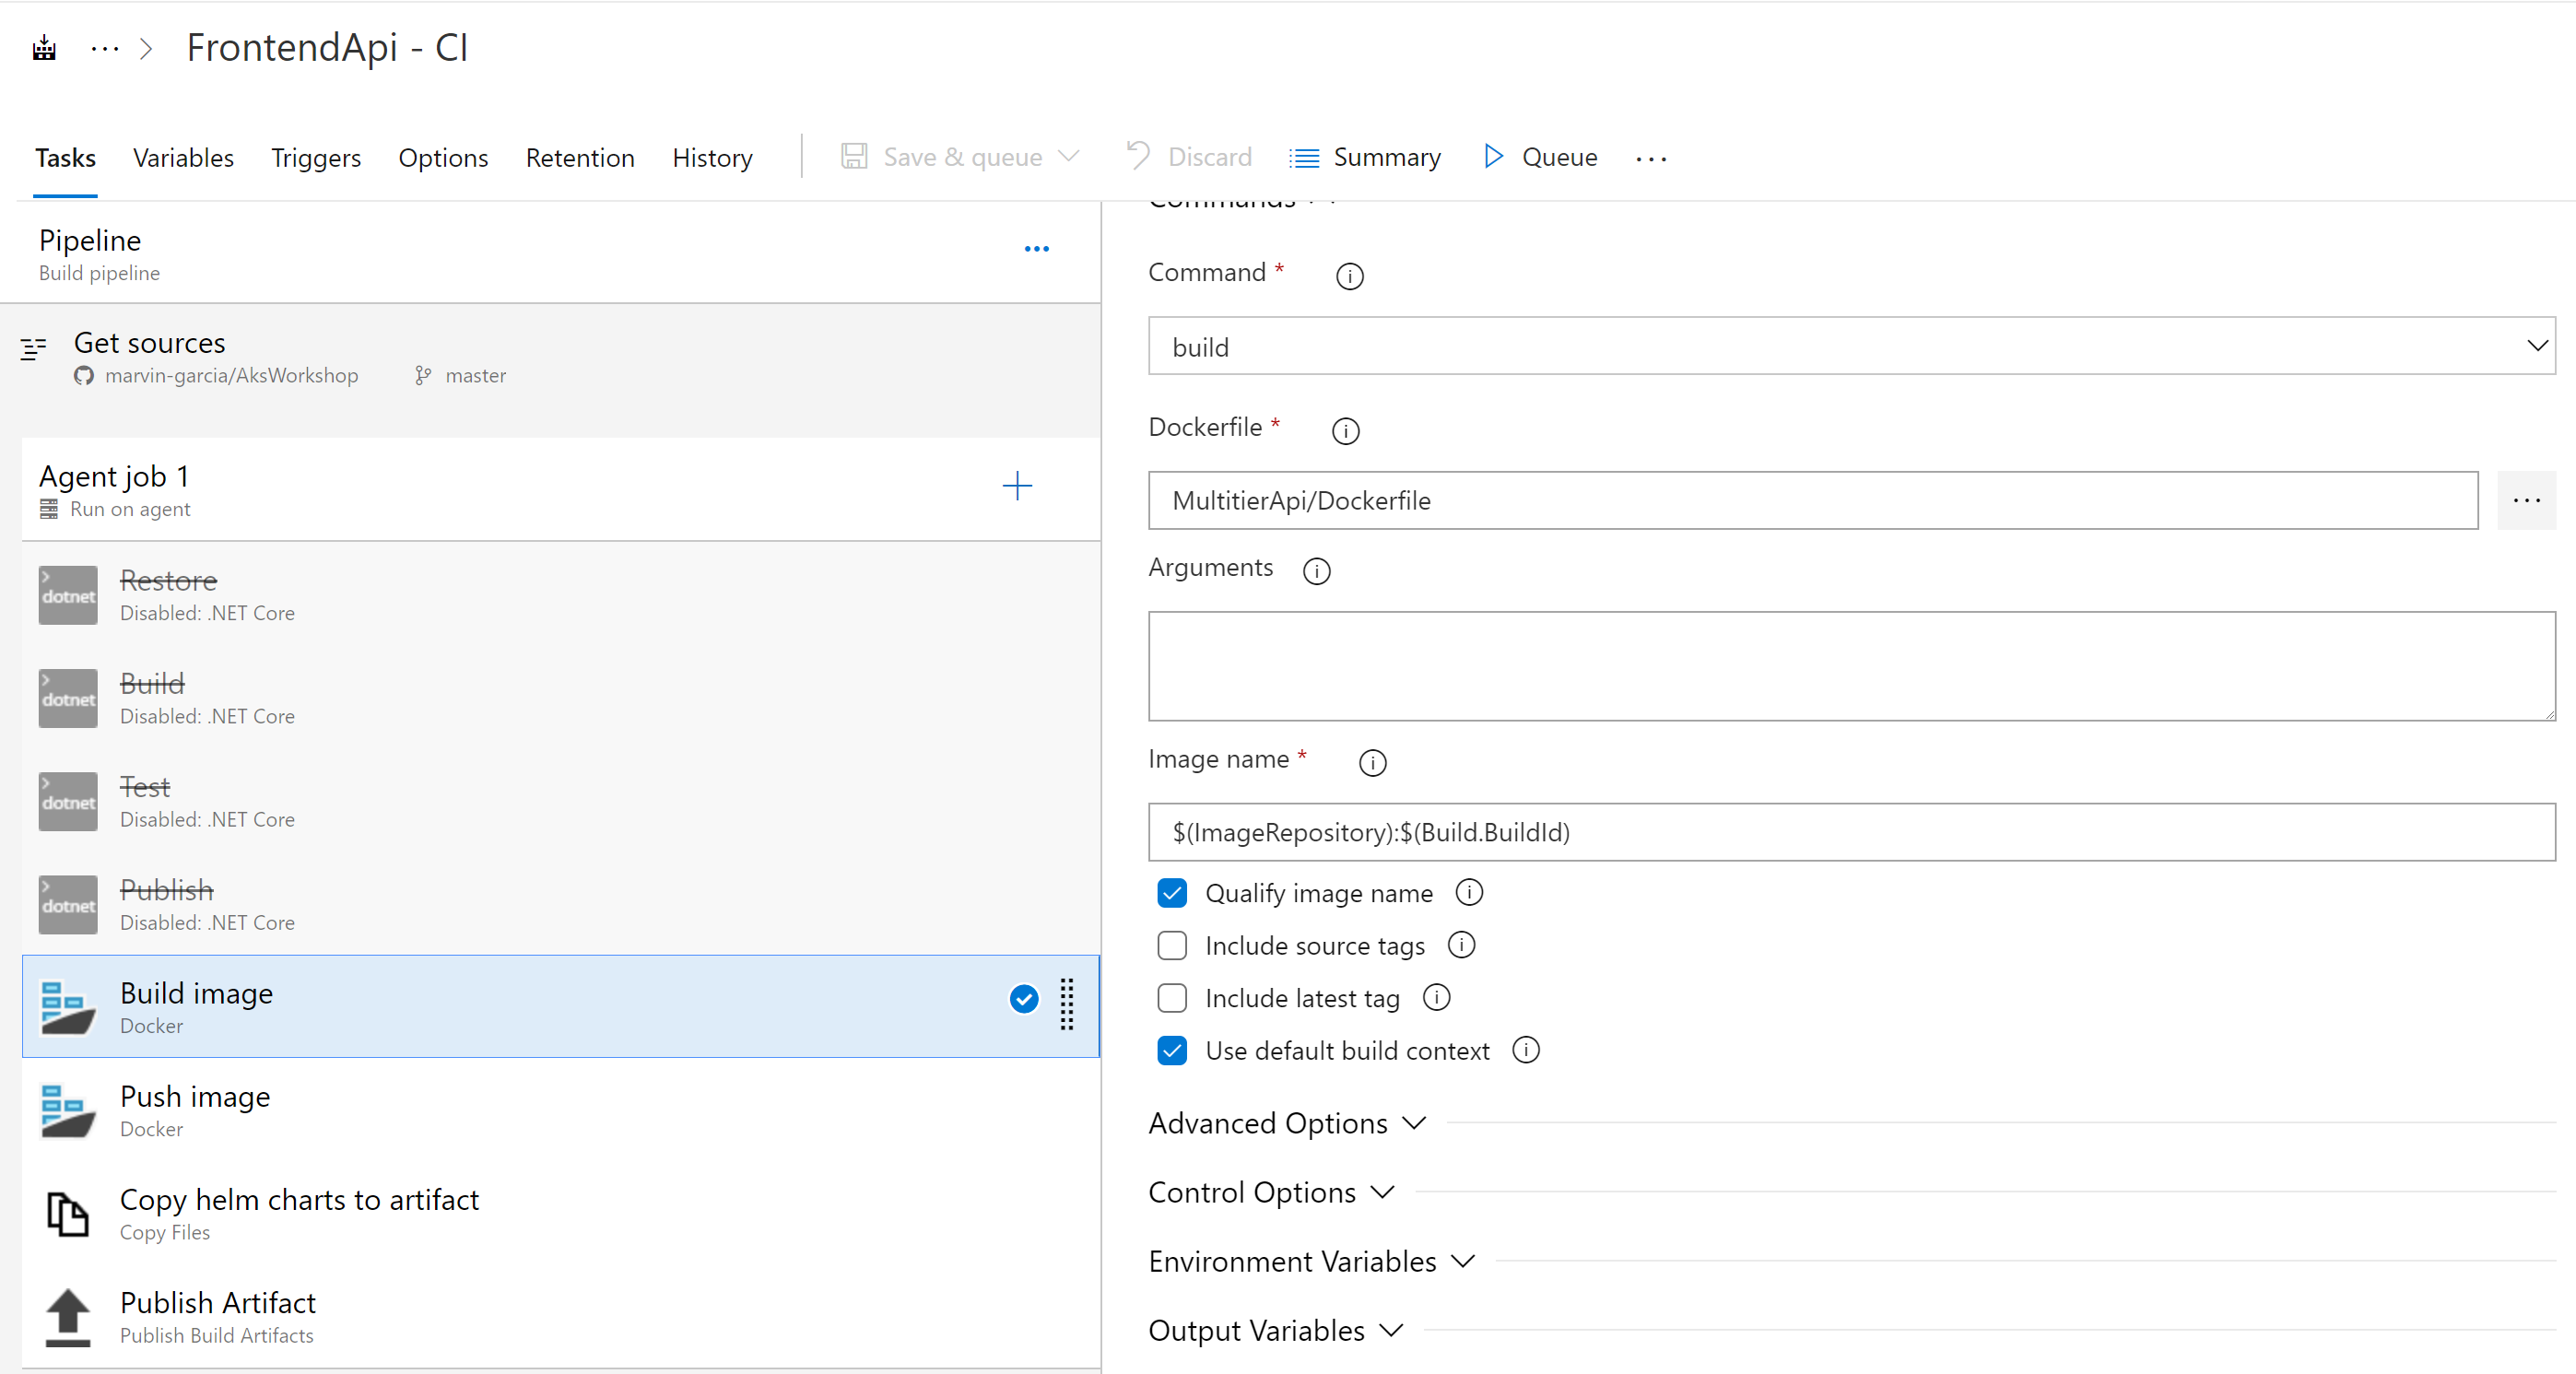 FrontendApi - CI
Tasks Variables Triggers Options Retention History Save & queue Discard Summary Queue
Pipeline
Build pipeline
Get sources
marvin-garcia/AksWorkshop master
Agent job 1
Run on agent
dotnet Restore
Disabled: .NET Core
dotnet Build
Disabled: .NET Core
dotnet Test
Disabled: .NET Core
dotnet Publish
Disabled: .NET Core
Build image
Docker
Push image
Docker
Copy helm charts to artifact
Copy Files
Publish Artifact
Publish Build Artifacts
Commands
Command *
build
Dockerfile *
MultitierApi/Dockerfile
Arguments
Image name *
$(ImageRepository):$(Build.BuildId)
Qualify image name
Include source tags
Include latest tag
Use default build context
Advanced Options
Control Options
Environment Variables
Output Variables